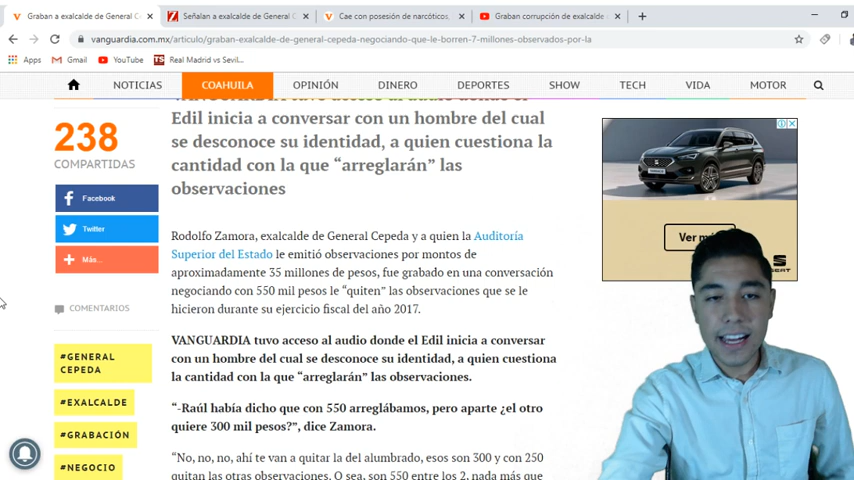 Graban a exalcalde de General C
Señalan a exalcalde de General D
Cae con posesión de narcóticos,
Graban corrupción de exalcalde
vanguardia.com.mx/articulo/graban-exalcalde-de-general-cepeda-negociando-que-le-borren-7-millones-observados-por-la
Apps
Gmail
YouTube
Real Madrid vs Sevil...
NOTICIAS
COAHUILA
OPINIÓN
DINERO
DEPORTES
SHOW
TECH
VIDA
MOTOR
VANGUARDIA tuvo acceso al audio donde el
Edil inicia a conversar con un hombre del cual
se desconoce su identidad, a quien cuestiona la
cantidad con la que “arreglarán” las
observaciones
238
COMPARTIDAS
Facebook
Twitter
Más...
COMENTARIOS
#GENERAL
CEPEDA
#EXALCALDE
#GRABACIÓN
#NEGOCIO
Rodolfo Zamora, exalcalde de General Cepeda y a quien la Auditoría
Superior del Estado le emitió observaciones por montos de
aproximadamente 35 millones de pesos, fue grabado en una conversación
negociando con 550 mil pesos le “quiten” las observaciones que se le
hicieron durante su ejercicio fiscal del año 2017.
VANGUARDIA tuvo acceso al audio donde el Edil inicia a conversar
con un hombre del cual se desconoce su identidad, a quien cuestiona
la cantidad con la que “arreglarán” las observaciones.
“-Raúl había dicho que con 550 arreglábamos, pero aparte ¿el otro
quiere 300 mil pesos?”, dice Zamora.
“No, no, no, ahí te van a quitar la del alumbrado, esos son 300 y con 250
quitan las otras observaciones. O sea, son 550 entre los 2, nada más que
Ver m
SEAT